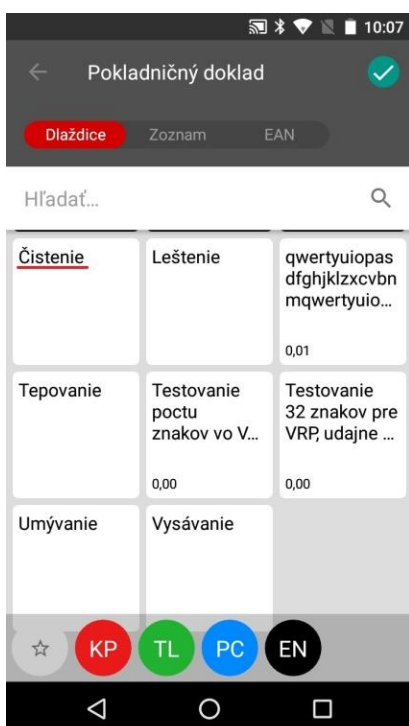 10:07
Pokladničný doklad
Dlaždice Zoznam EAN
Hľadať...
Čistenie
Leštenie
qwertyuiopas
dfghjklzxcvbn
mqwertyuio...
0,01
Tepovanie
Testovanie
poctu
znakov vo V...
0,00
Testovanie
32 znakov pre
VRP, udajne ...
0,00
Umývanie
Vysávanie
KP TL PC EN